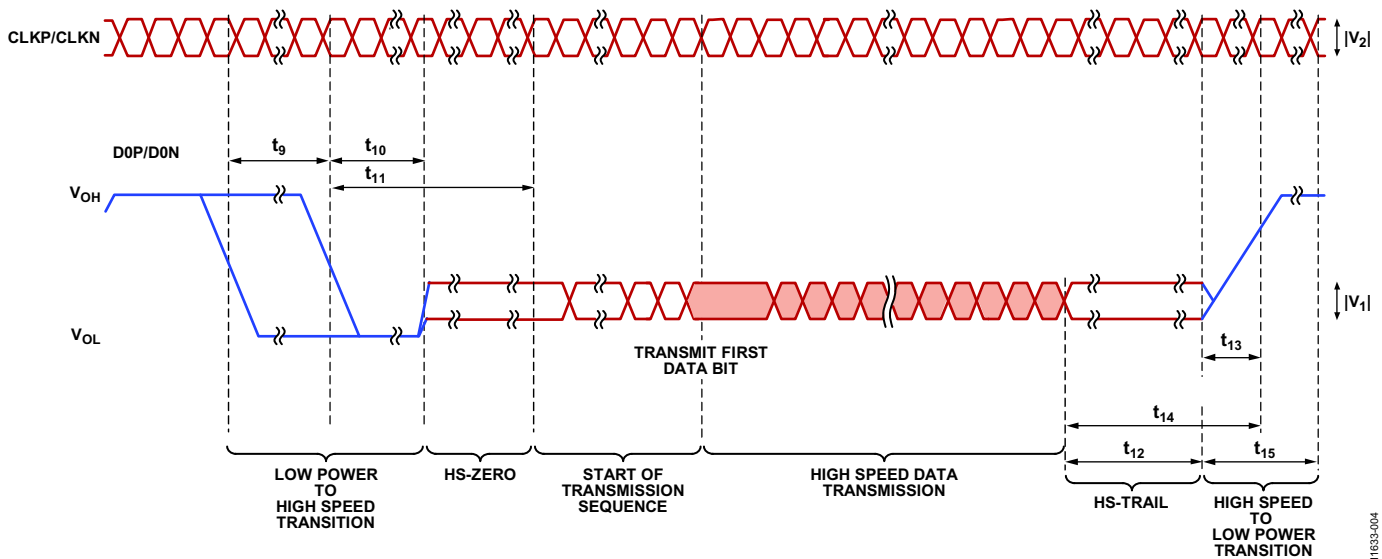 CLKP/CLKN
|V2|
D0P/D0N
t9
t10
t11
VOH
VOL
|V1|
TRANSMIT FIRST
DATA BIT
t13
t14
t12
t15
LOW POWER
TO
HIGH SPEED
TRANSITION
HS-ZERO
START OF
TRANSMISSION
SEQUENCE
HIGH SPEED DATA
TRANSMISSION
HS-TRAIL
HIGH SPEED
TO
LOW POWER
TRANSITION
11633-004